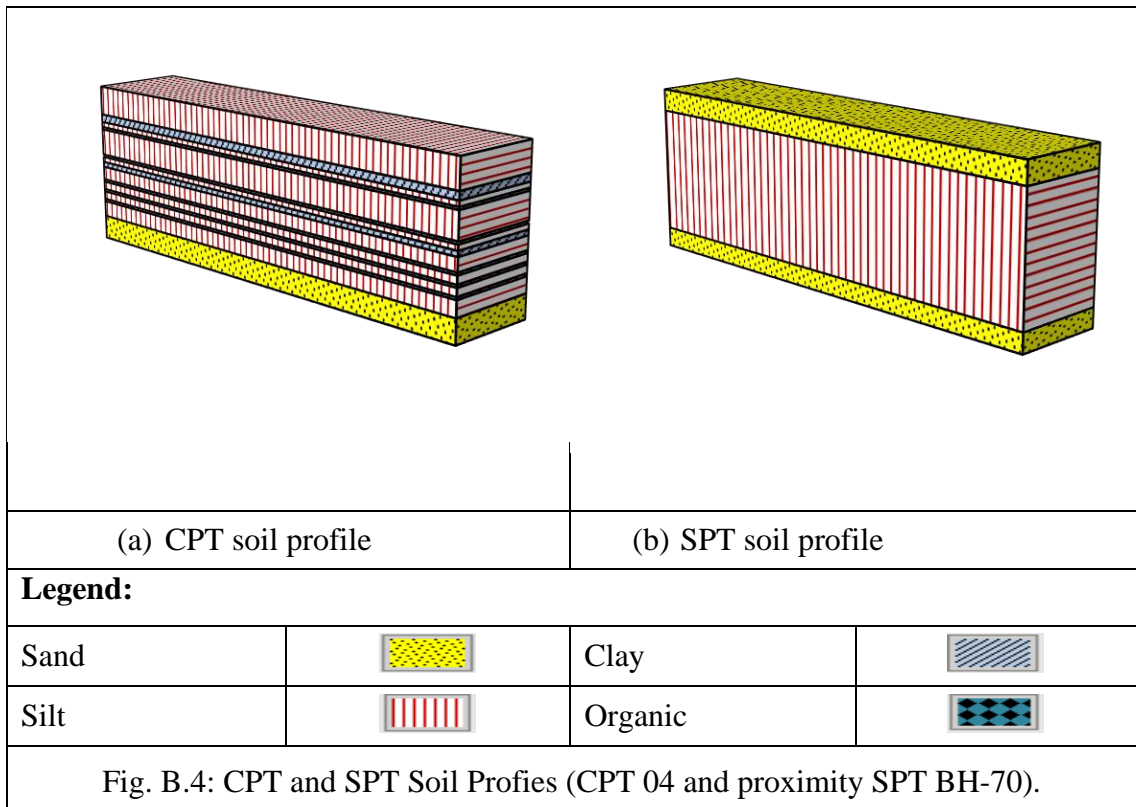 (a) CPT soil profile
(b) SPT soil profile
Legend:
Sand
Clay
Silt
Organic
Fig. B.4: CPT and SPT Soil Profies (CPT 04 and proximity SPT BH-70).